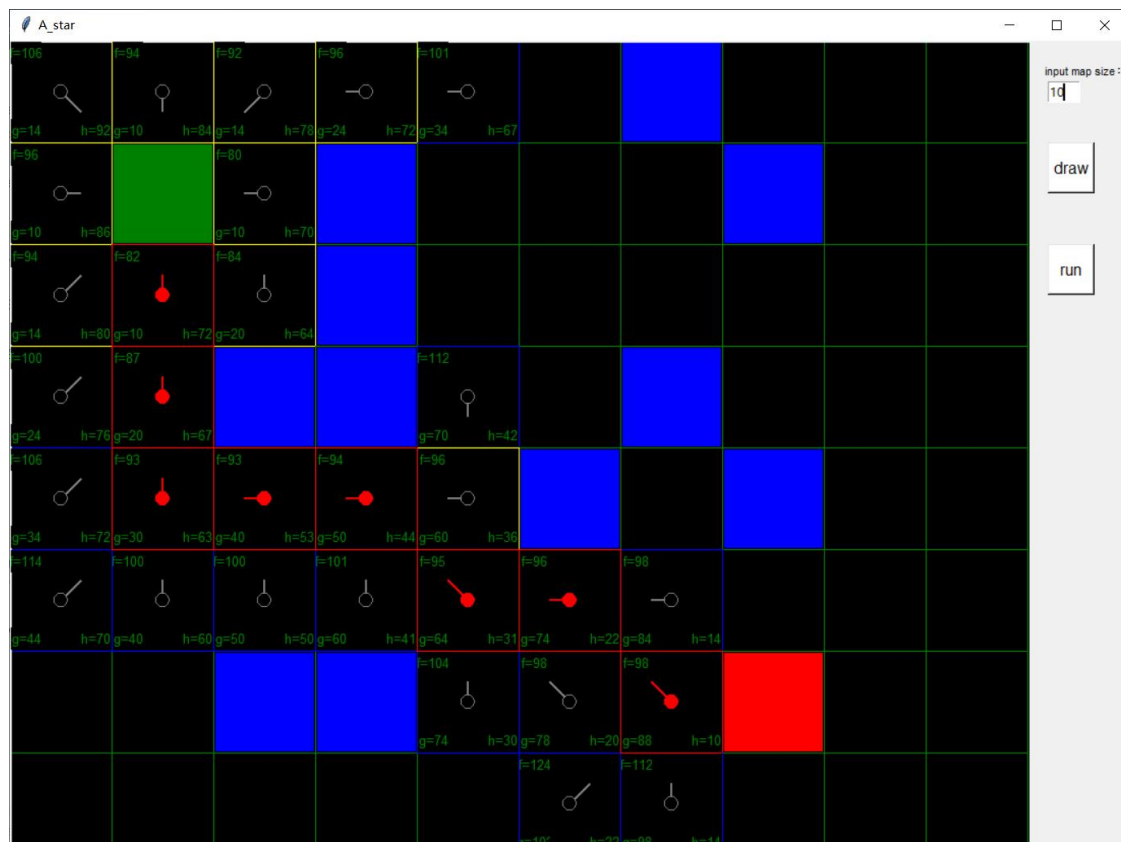 A_star
input map size:
10
draw
run
f=106 f=94 f=92 f=96 f=101
g=14 h=92 g=10 h=84 g=14 h=78 g=24 h=72 g=34 h=67
f=96 f=80
g=10 h=86 g=10 h=70
f=94 f=82 f=84
g=14 h=80 g=10 h=72 g=20 h=64
f=100 f=87 f=112
g=24 h=76 g=20 h=67 g=70 h=42
f=106 f=93 f=93 f=94 f=96
g=34 h=72 g=30 h=63 g=40 h=53 g=50 h=44 g=60 h=36
f=114 f=100 f=100 f=101 f=95 f=96 f=98
g=44 h=70 g=40 h=60 g=50 h=50 g=60 h=41 g=64 h=31 g=74 h=22 g=84 h=14
f=104 f=98 f=98
g=74 h=30 g=78 h=20 g=88 h=10
f=124 f=112